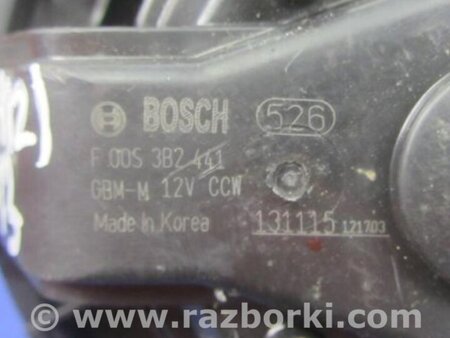 BOSCH 526
F 00S 3B2 441
GBM-M 12V CCW
Made In Korea 131115 121703
www.razborki.com